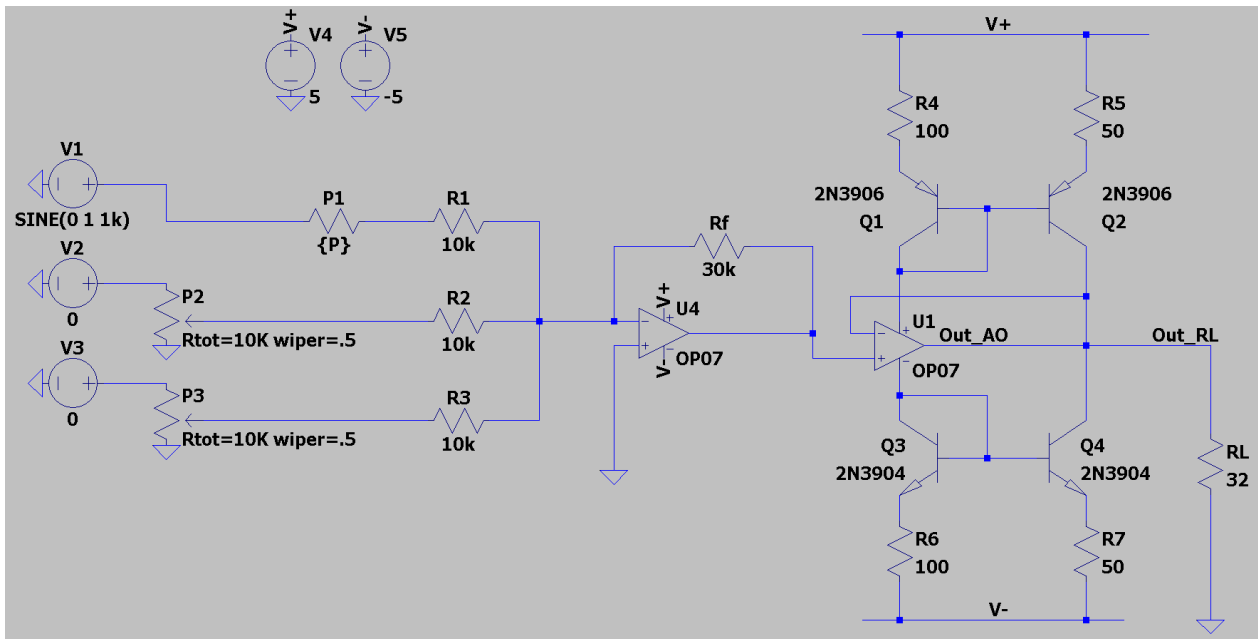 V+
V4
5
V-
V5
-5
V1
SINE(0 1 1k)
P1
{P}
R1
10k
V2
0
P2
Rtot=10K wiper=.5
R2
10k
V3
0
P3
Rtot=10K wiper=.5
R3
10k
Rf
30k
V+
U4
OP07
V-
V+
R4
100
R5
50
2N3906
Q1
2N3906
Q2
U1
OP07
Out_AO
Out_RL
Q3
2N3904
Q4
2N3904
RL
32
R6
100
R7
50
V-